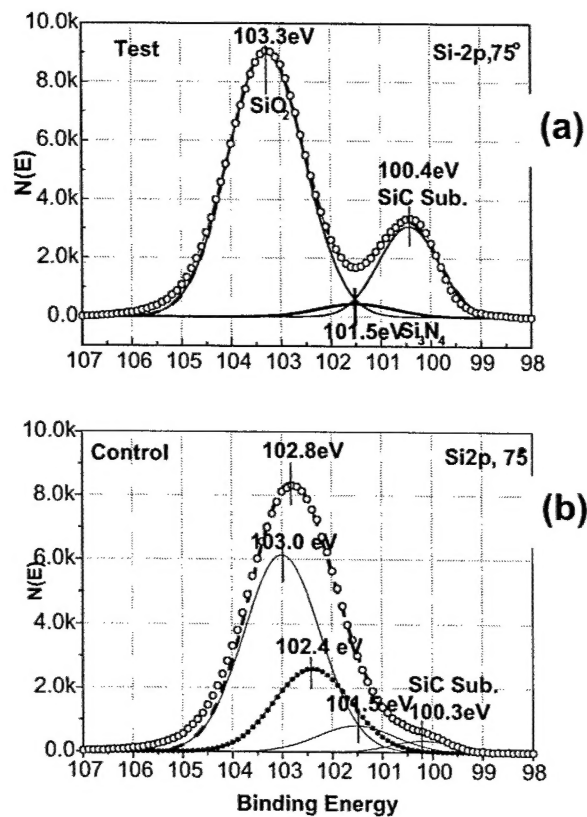 10.0k
103.3eV
Test
Si-2p,75°
8.0k
SiO2
(a)
6.0k
N(E)
100.4eV
SiC Sub.
4.0k
2.0k
0.0
101.5eV Si3N4
107 106 105 104 103 102 101 100 99 98
10.0k
Control
102.8eV
Si2p, 75°
8.0k
(b)
103.0 eV
6.0k
N(E)
4.0k
102.4 eV
SiC Sub.
2.0k
101.5 eV
100.3eV
0.0
107 106 105 104 103 102 101 100 99 98
Binding Energy